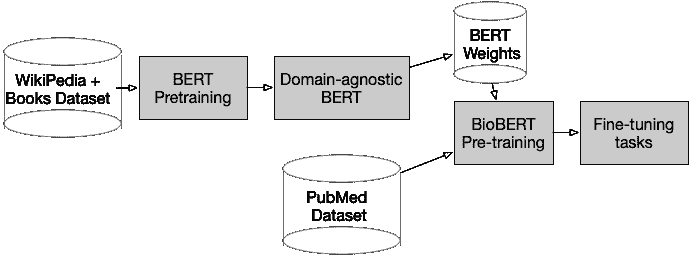 WikiPedia +
Books Dataset
BERT
Pretraining
Domain-agnostic
BERT
BERT
Weights
BioBERT
Pre-training
Fine-tuning
tasks
PubMed
Dataset